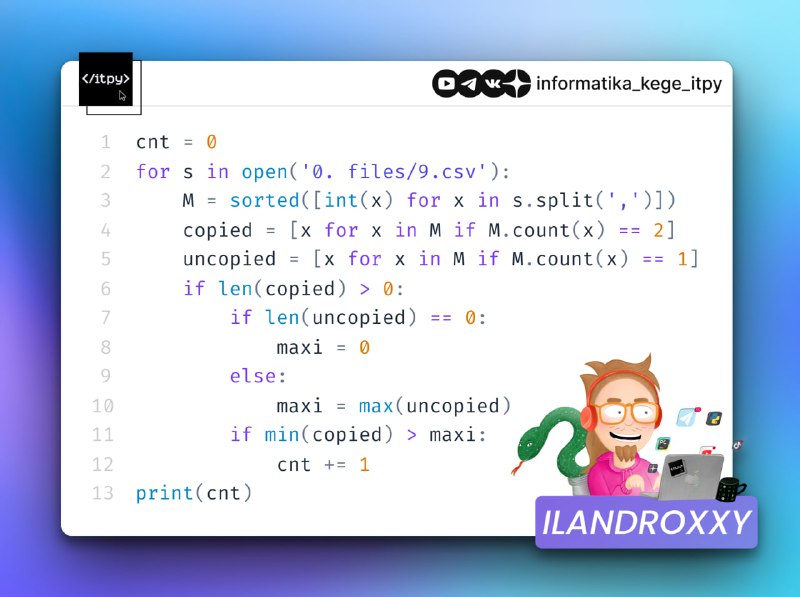 </itpy>
informatika_kege_itpy
1 cnt = 0
2 for s in open('0. files/9.csv'):
3     M = sorted([int(x) for x in s.split(',')])
4     copied = [x for x in M if M.count(x) == 2]
5     uncopied = [x for x in M if M.count(x) == 1]
6     if len(copied) > 0:
7         if len(uncopied) == 0:
8             maxi = 0
9         else:
10             maxi = max(uncopied)
11         if min(copied) > maxi:
12             cnt += 1
13 print(cnt)
ILANDROXXY